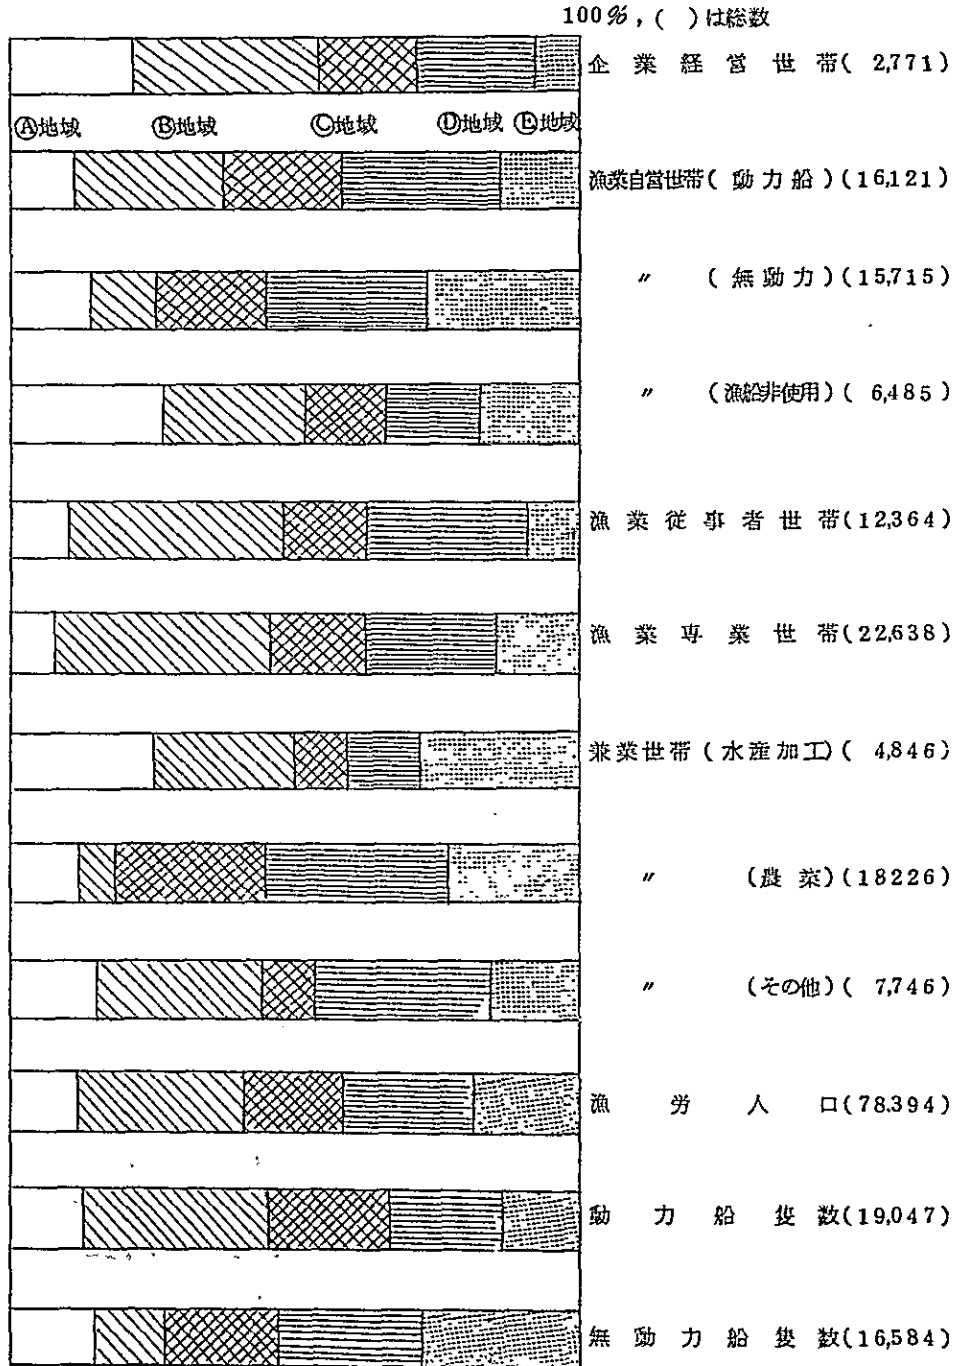 100%,( )は総数
企業経営世帯( 2,771)
Ⓐ地域 Ⓑ地域 Ⓒ地域 Ⓓ地域 Ⓔ地域
漁業自営世帯(動力船)(16,121)
〃 (無動力)(15,715)
〃 (漁船非使用)( 6,485)
漁業従事者世帯(12,364)
漁業専業世帯(22,638)
兼業世帯(水産加工)( 4,846)
〃 (農業)(18226)
〃 (その他)( 7,746)
漁労人口(78.394)
動力船隻数(19,047)
無動力船隻数(16,584)